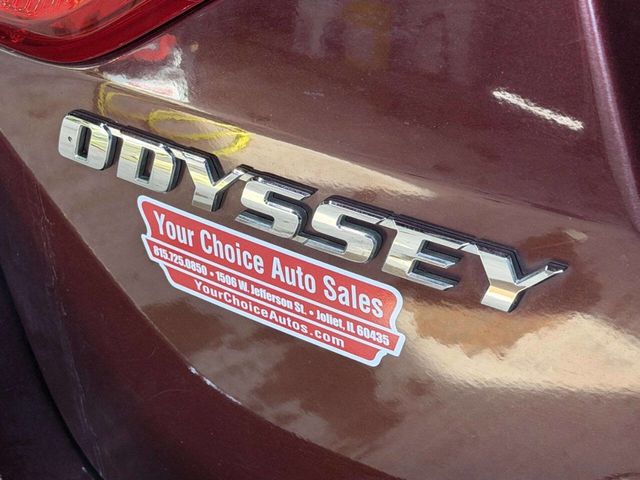 ODYSSEY
Your Choice Auto Sales
815.725.0850 • 1506 W. Jefferson St. • Joliet, IL 60435
YourChoiceAutos.com